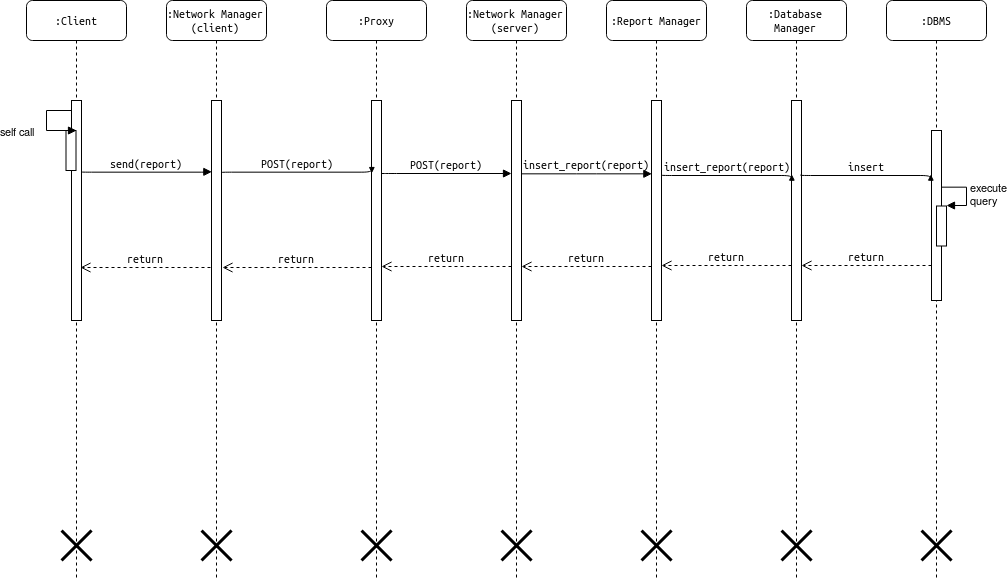 :Client
:Network Manager
(client)
:Proxy
:Network Manager
(server)
:Report Manager
:Database
Manager
:DBMS
self call
send(report)
POST(report)
POST(report)
insert_report(report)
insert_report(report)
insert
execute
query
return
return
return
return
return
return